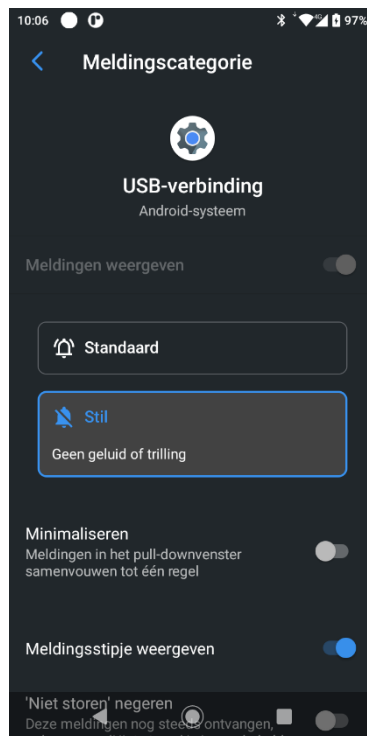 10:06 4G 97%
Meldingscategorie
USB-verbinding
Android-systeem
Meldingen weergeven
Standaard
Stil
Geen geluid of trilling
Minimaliseren
Meldingen in het pull-downvenster
samenvouwen tot één regel
Meldingsstipje weergeven
'Niet storen' negeren
Deze meldingen nog steeds ontvangen,